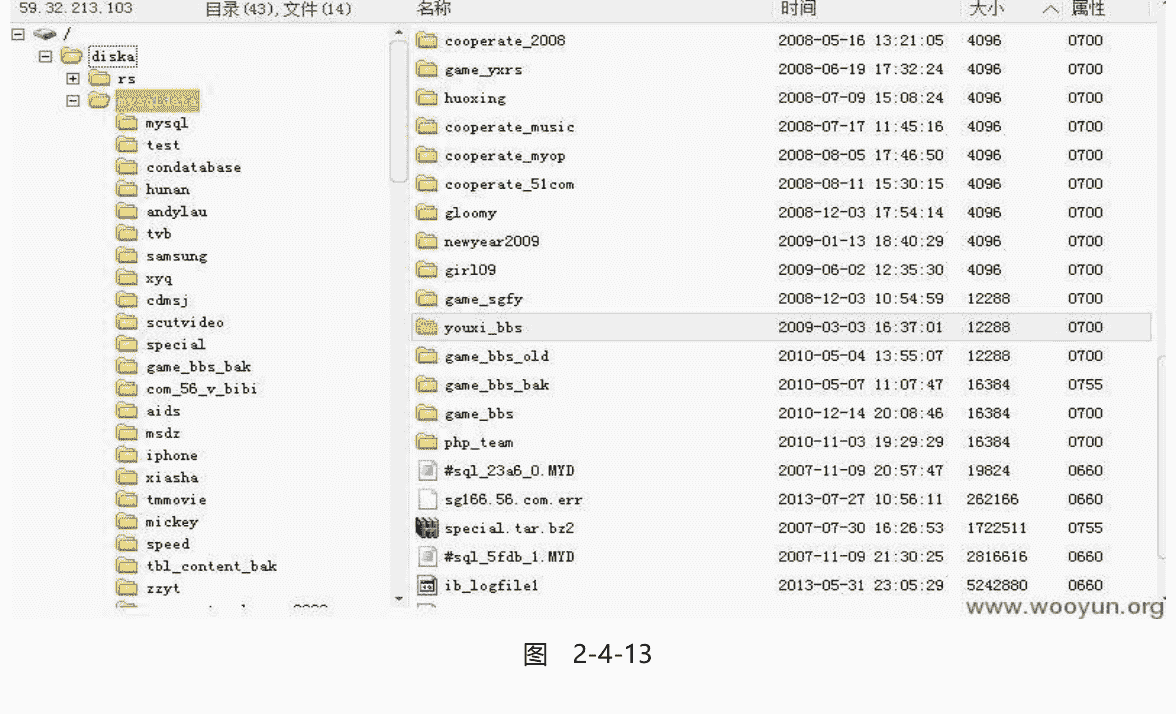 59.32.213.103 目录(43),文件(14) 名称 时间 大小 属性
/
diska
rs
mysqldata
mysql
test
condatabase
hunan
andylau
tvb
samsung
xyq
cdmsj
scutvideo
special
game_bbs_bak
com_56_v_bibi
aids
msdz
iphone
xiasha
tmmovie
mickey
speed
tbl_content_bak
zzyt
cooperate_2008 2008-05-16 13:21:05 4096 0700
game_yxrs 2008-06-19 17:32:24 4096 0700
huoxing 2008-07-09 15:08:24 4096 0700
cooperate_music 2008-07-17 11:45:16 4096 0700
cooperate_myop 2008-08-05 17:46:50 4096 0700
cooperate_51com 2008-08-11 15:30:15 4096 0700
gloomy 2008-12-03 17:54:14 4096 0700
newyear2009 2009-01-13 18:40:29 4096 0700
girl09 2009-06-02 12:35:30 4096 0700
game_sgfy 2008-12-03 10:54:59 12288 0700
youxi_bbs 2009-03-03 16:37:01 12288 0700
game_bbs_old 2010-05-04 13:55:07 12288 0700
game_bbs_bak 2010-05-07 11:07:47 16384 0755
game_bbs 2010-12-14 20:08:46 16384 0700
php_team 2010-11-03 19:29:29 16384 0700
#sql_23a6_0.MYD 2007-11-09 20:57:47 19824 0660
sg166.56.com.err 2013-07-27 10:56:11 262166 0660
special.tar.bz2 2007-07-30 16:26:53 1722511 0755
#sql_5fdb_1.MYD 2007-11-09 21:30:25 2816616 0660
ib_logfile1 2013-05-31 23:05:29 5242880 0660
www.wooyun.org
图 2-4-13